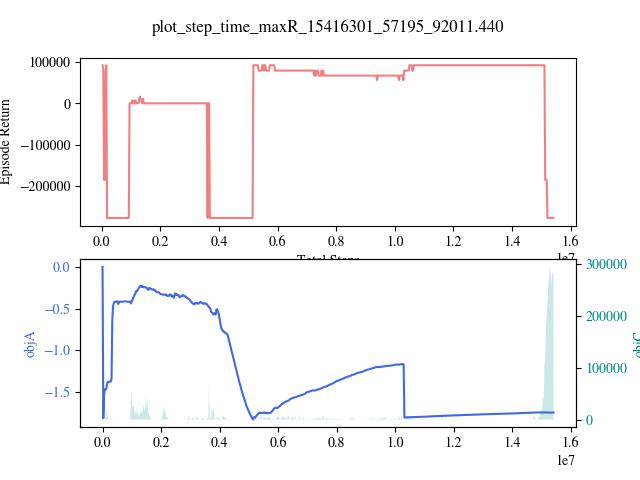 plot_step_time_maxR_15416301_57195_92011.440
Episode Return
100000
0
−100000
−200000
0.0 0.2 0.4 0.6 0.8 1.0 1.2 1.4 1.6
Total Steps
1e7
objA
0.0
−0.5
−1.0
−1.5
objC
300000
200000
100000
0
0.0 0.2 0.4 0.6 0.8 1.0 1.2 1.4 1.6
1e7